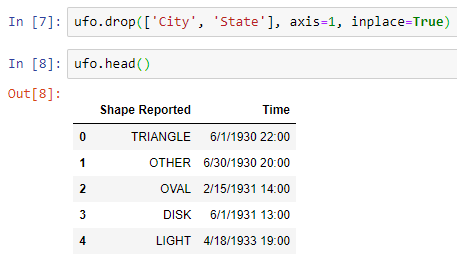 In [7]: ufo.drop(['City', 'State'], axis=1, inplace=True)
In [8]: ufo.head()
Out[8]:
Shape Reported Time
0 TRIANGLE 6/1/1930 22:00
1 OTHER 6/30/1930 20:00
2 OVAL 2/15/1931 14:00
3 DISK 6/1/1931 13:00
4 LIGHT 4/18/1933 19:00